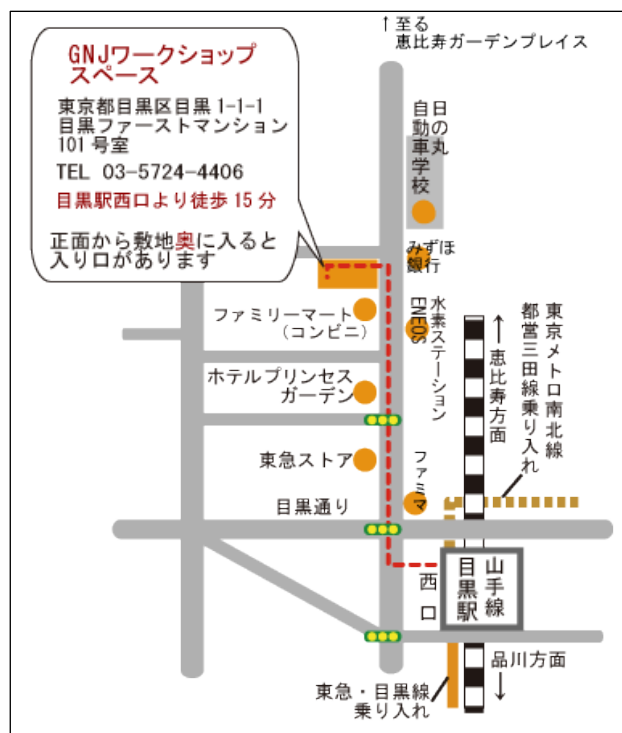 ↑至る
恵比寿ガーデンプレイス
GNJワークショップ
スペース
東京都目黒区目黒1-1-1
目黒ファーストマンション
101号室
TEL 03-5724-4406
目黒駅西口より徒歩15分
正面から敷地奥に入ると
入り口があります
日の丸
自動車学校
みずほ
銀行
ファミリーマート
(コンビニ)
水素ステーション
ENEOS
ホテルプリンセス
ガーデン
東急ストア
ファミマ
目黒通り
←恵比寿方面
東京メトロ南北線
都営三田線乗り入れ
西口
山手線
目黒駅
品川方面
↓
東急・目黒線
乗り入れ